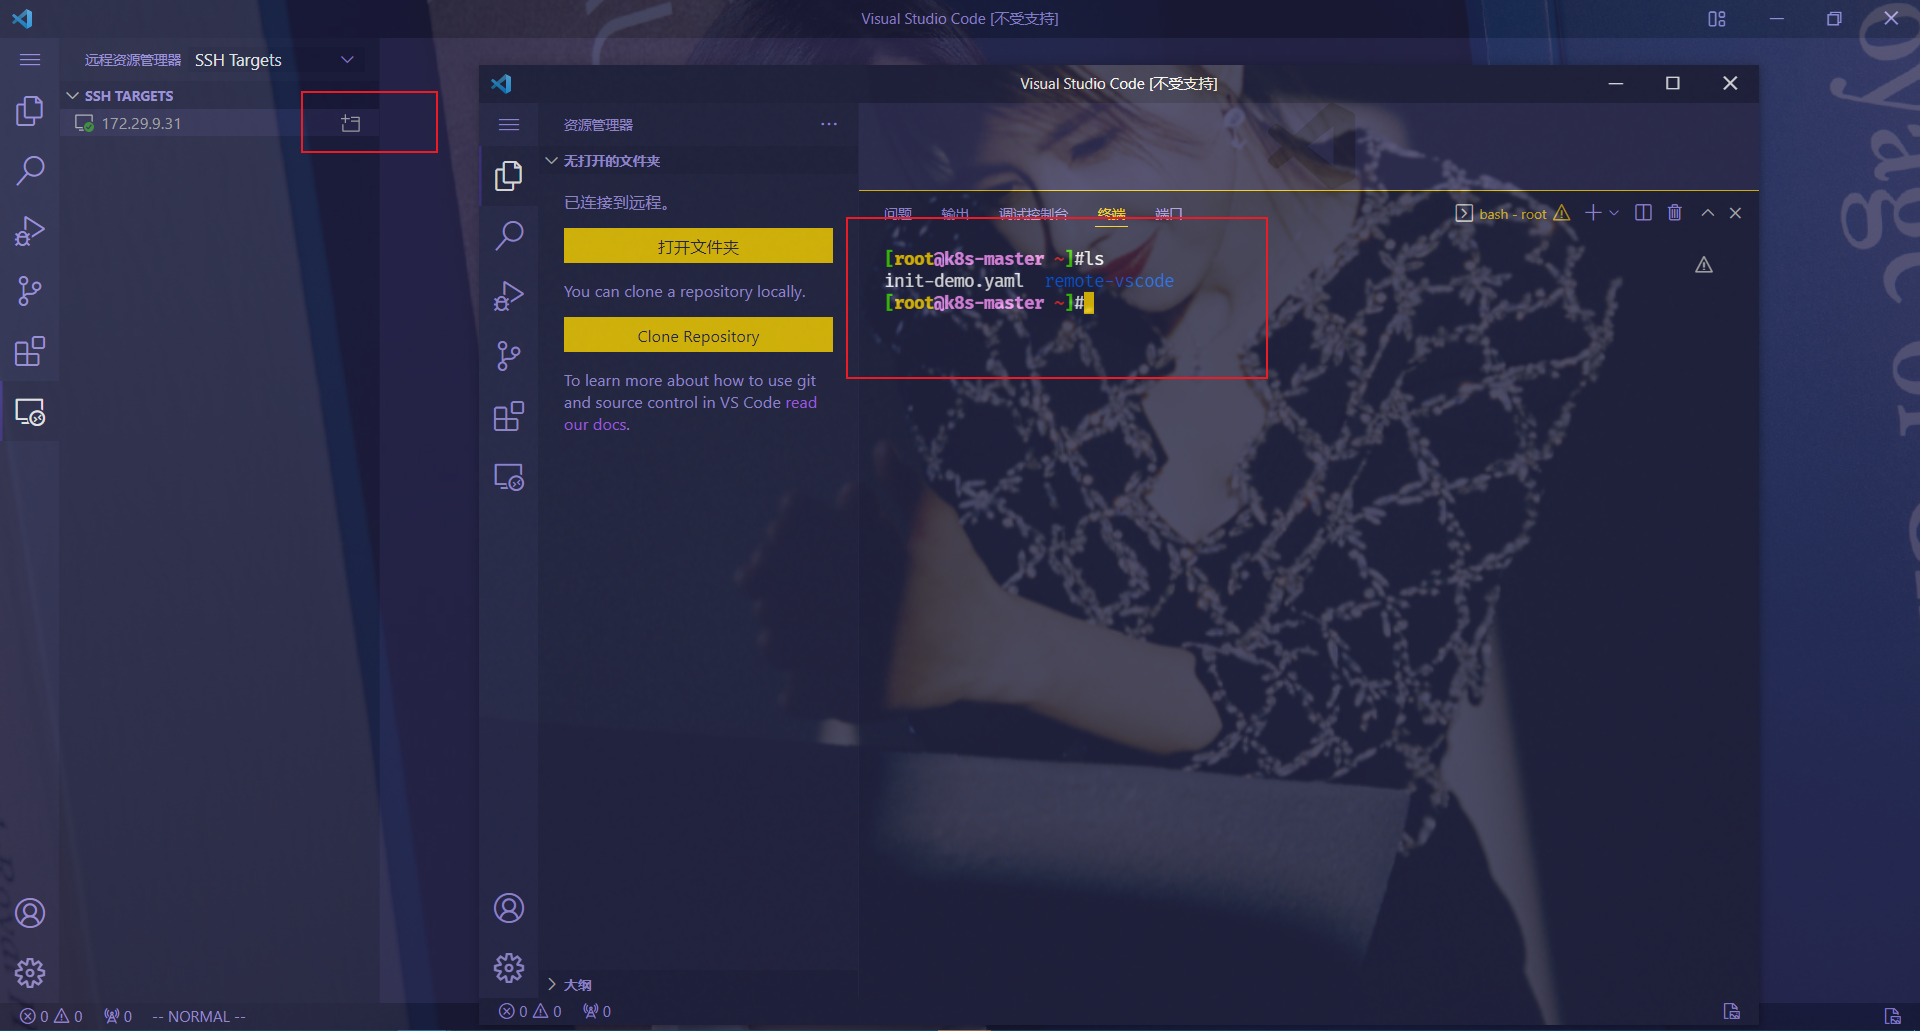 Visual Studio Code [不受支持]
远程资源管理器 SSH Targets
SSH TARGETS
172.29.9.31
Visual Studio Code [不受支持]
资源管理器
无打开的文件夹
已连接到远程。
打开文件夹
You can clone a repository locally.
Clone Repository
To learn more about how to use git
and source control in VS Code read
our docs.
大纲
问题 输出 调试控制台 终端 端口
bash - root
[root@k8s-master ~]#ls
init-demo.yaml remote-vscode
[root@k8s-master ~]#
0 0 0
0 0 0 -- NORMAL --